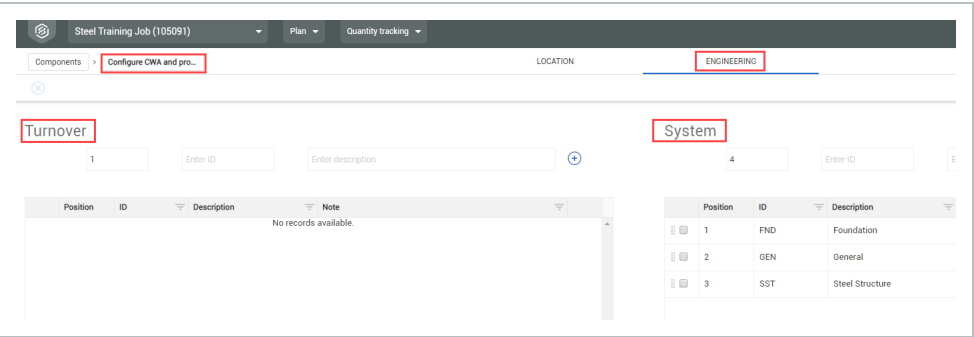 Steel Training Job (105091) Plan Quantity tracking
Components > Configure CWA and pro... LOCATION ENGINEERING
Turnover System
1 Enter ID Enter description 4 Enter ID E
Position ID Description Note Position ID Description
No records available.
1 FND Foundation
2 GEN General
3 SST Steel Structure